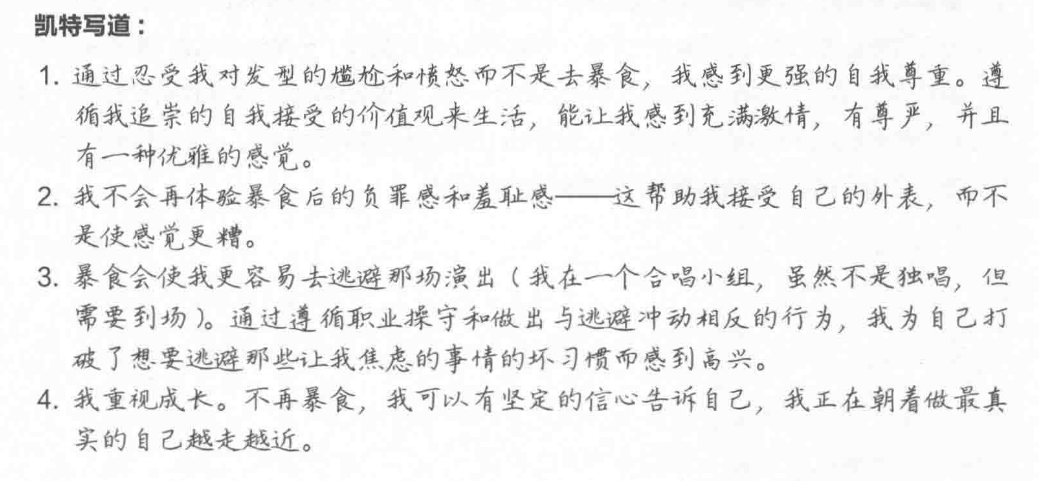 凯特写道：
1. 通过忍受我对发型的尴尬和愤怒而不是去暴食，我感到更强的自我尊重。遵
循我追崇的自我接受的价值观来生活，能让我感到充满激情，有尊严，并且
有一种优雅的感觉。
2. 我不会再体验暴食后的负罪感和羞耻感——这帮助我接受自己的外表，而不
是使感觉更糟。
3. 暴食会使我更容易去逃避那场演出（我在一个合唱小组，虽然不是独唱，但
需要到场）。通过遵循职业操守和做出与逃避冲动相反的行为，我为自己打
破了想要逃避那些让我焦虑的事情的坏习惯而感到高兴。
4. 我重视成长。不再暴食，我可以有坚定的信心告诉自己，我正在朝着做最真
实的自己越走越近。